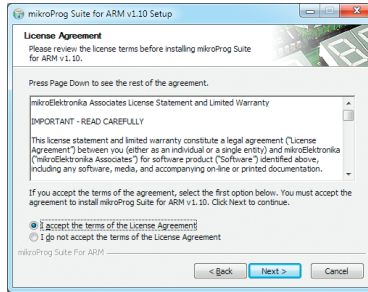 mikroProg Suite for ARM v1.10 Setup
License Agreement
Please review the license terms before installing mikroProg Suite
for ARM v1.10.
Press Page Down to see the rest of the agreement.
mikroElektronika Associates License Statement and Limited Warranty
IMPORTANT - READ CAREFULLY
This license statement and limited warranty constitute a legal agreement ("License
Agreement") between you (either as an individual or a single entity) and mikroElektronika
("mikroElektronika Associates") for software product ("Software") identified above,
including any software, media, and accompanying on-line or printed documentation.
If you accept the terms of the agreement, select the first option below. You must accept the
agreement to install mikroProg Suite for ARM v1.10. Click Next to continue.
I accept the terms of the License Agreement
I do not accept the terms of the License Agreement
mikroProg Suite For ARM
< Back Next > Cancel